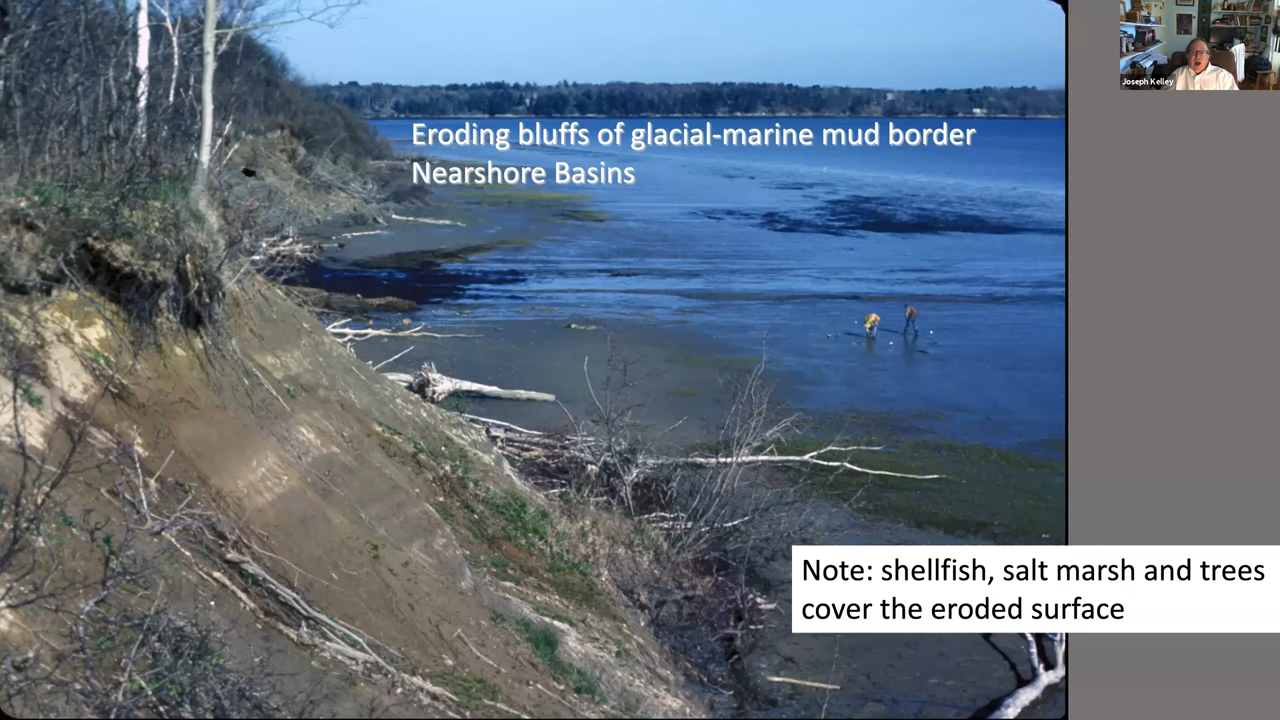 Joseph Kelley
Eroding bluffs of glacial-marine mud border
Nearshore Basins
Note: shellfish, salt marsh and trees
cover the eroded surface